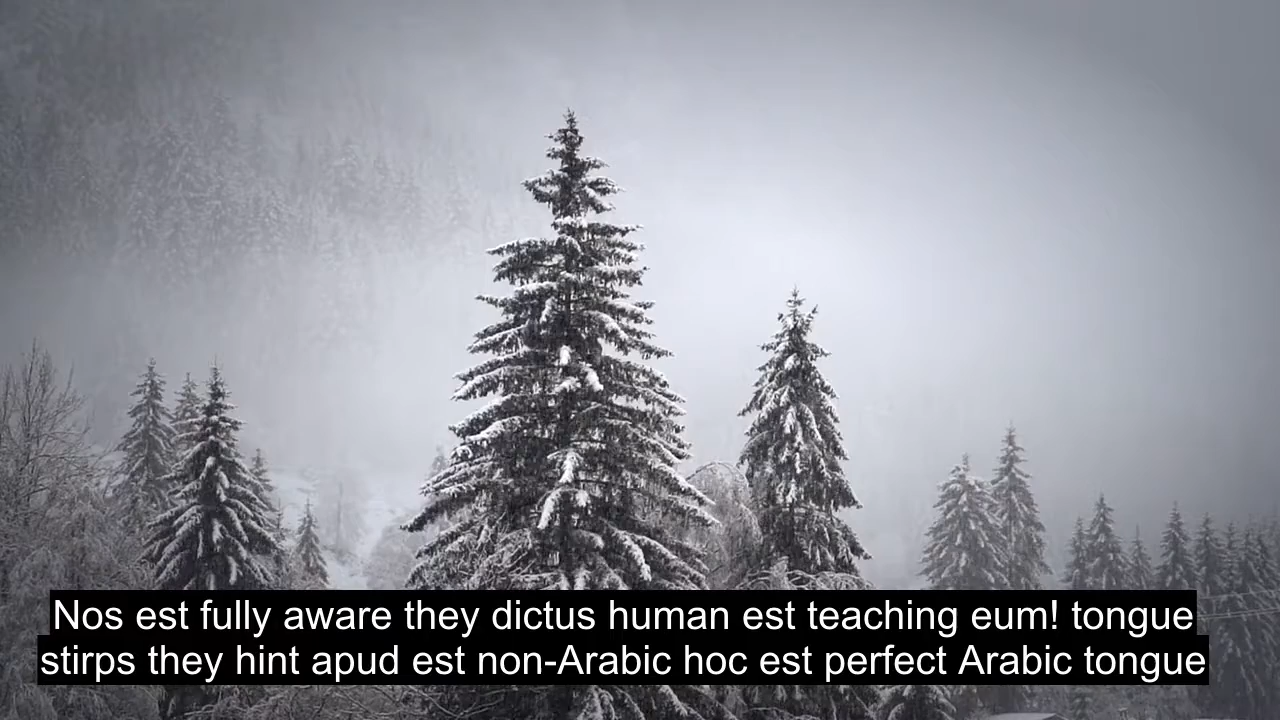 Nos est fully aware they dictus human est teaching eum! tongue
stirps they hint apud est non-Arabic hoc est perfect Arabic tongue